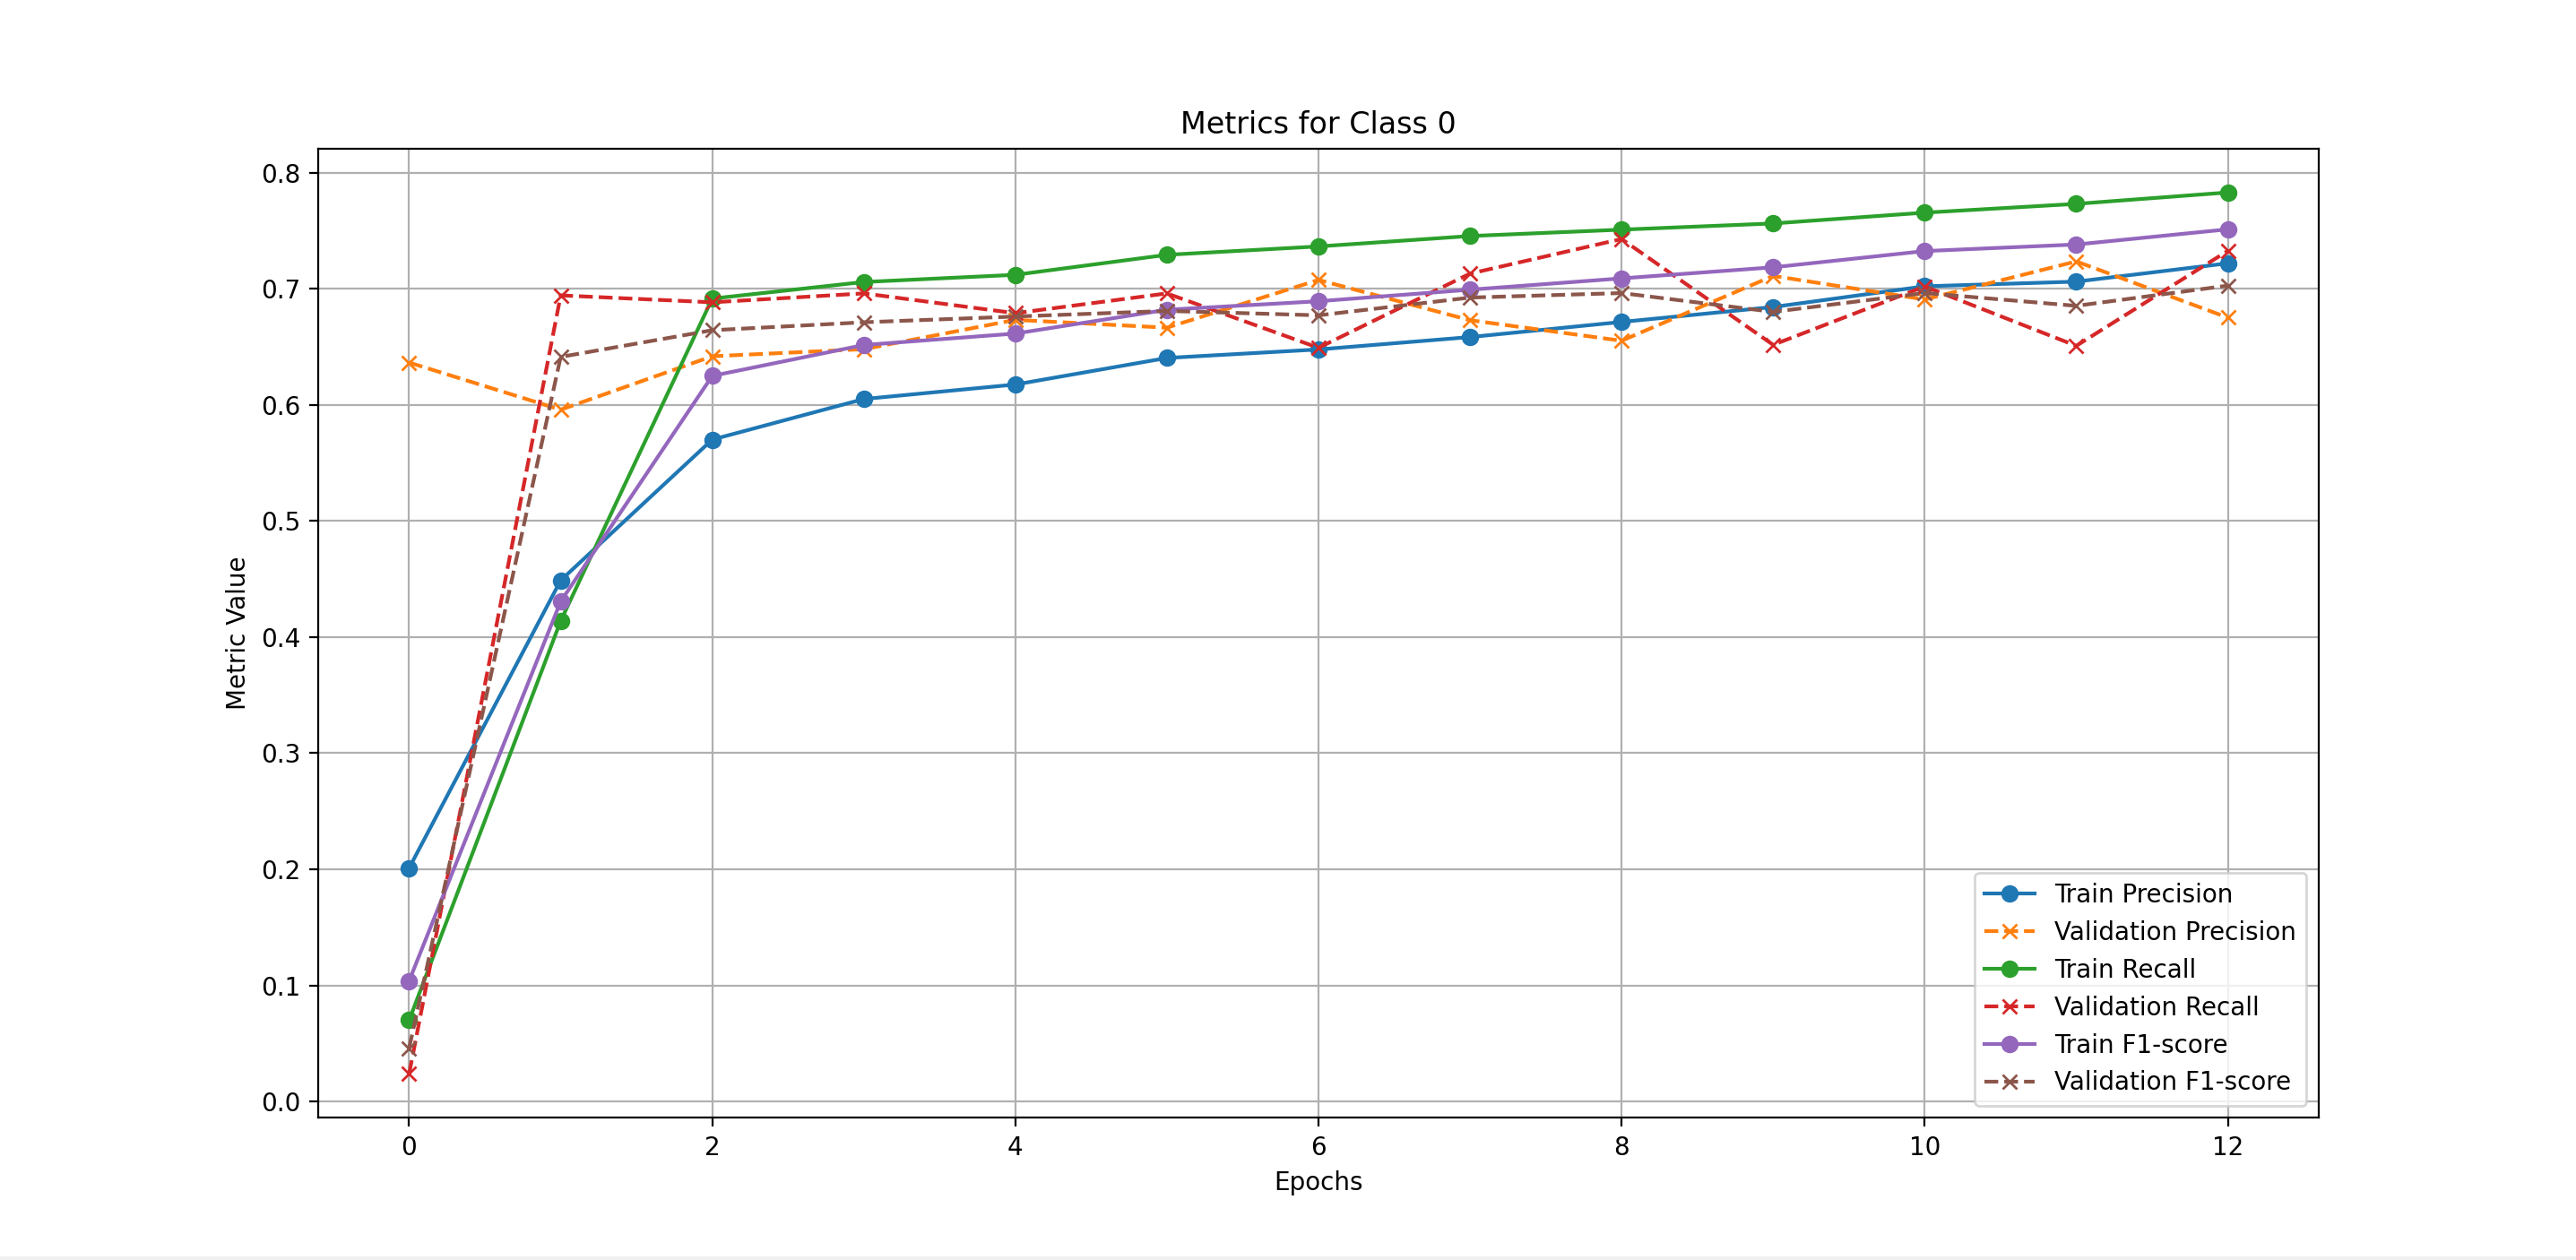 Metrics for Class 0
0.8
0.7
0.6
0.5
0.4
0.3
0.2
0.1
0.0
Metric Value
0 2 4 6 8 10 12
Epochs
Train Precision
Validation Precision
Train Recall
Validation Recall
Train F1-score
Validation F1-score